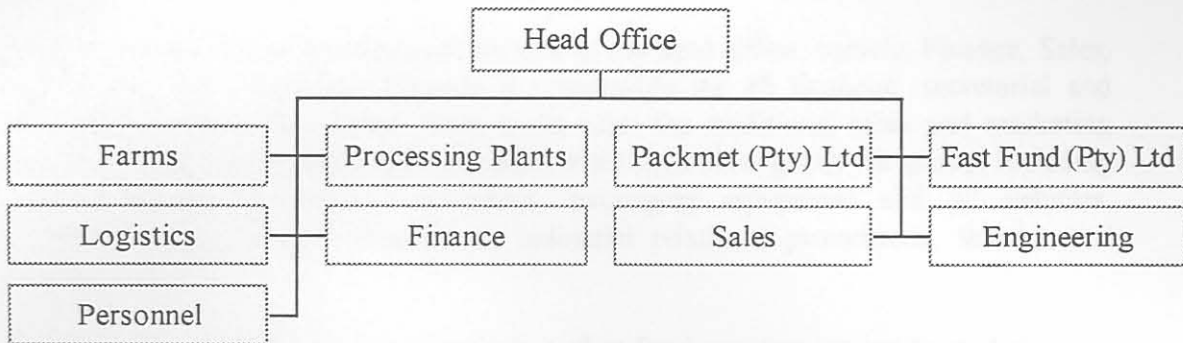 Head Office
Farms Processing Plants Packmet (Pty) Ltd Fast Fund (Pty) Ltd
Logistics Finance Sales Engineering
Personnel